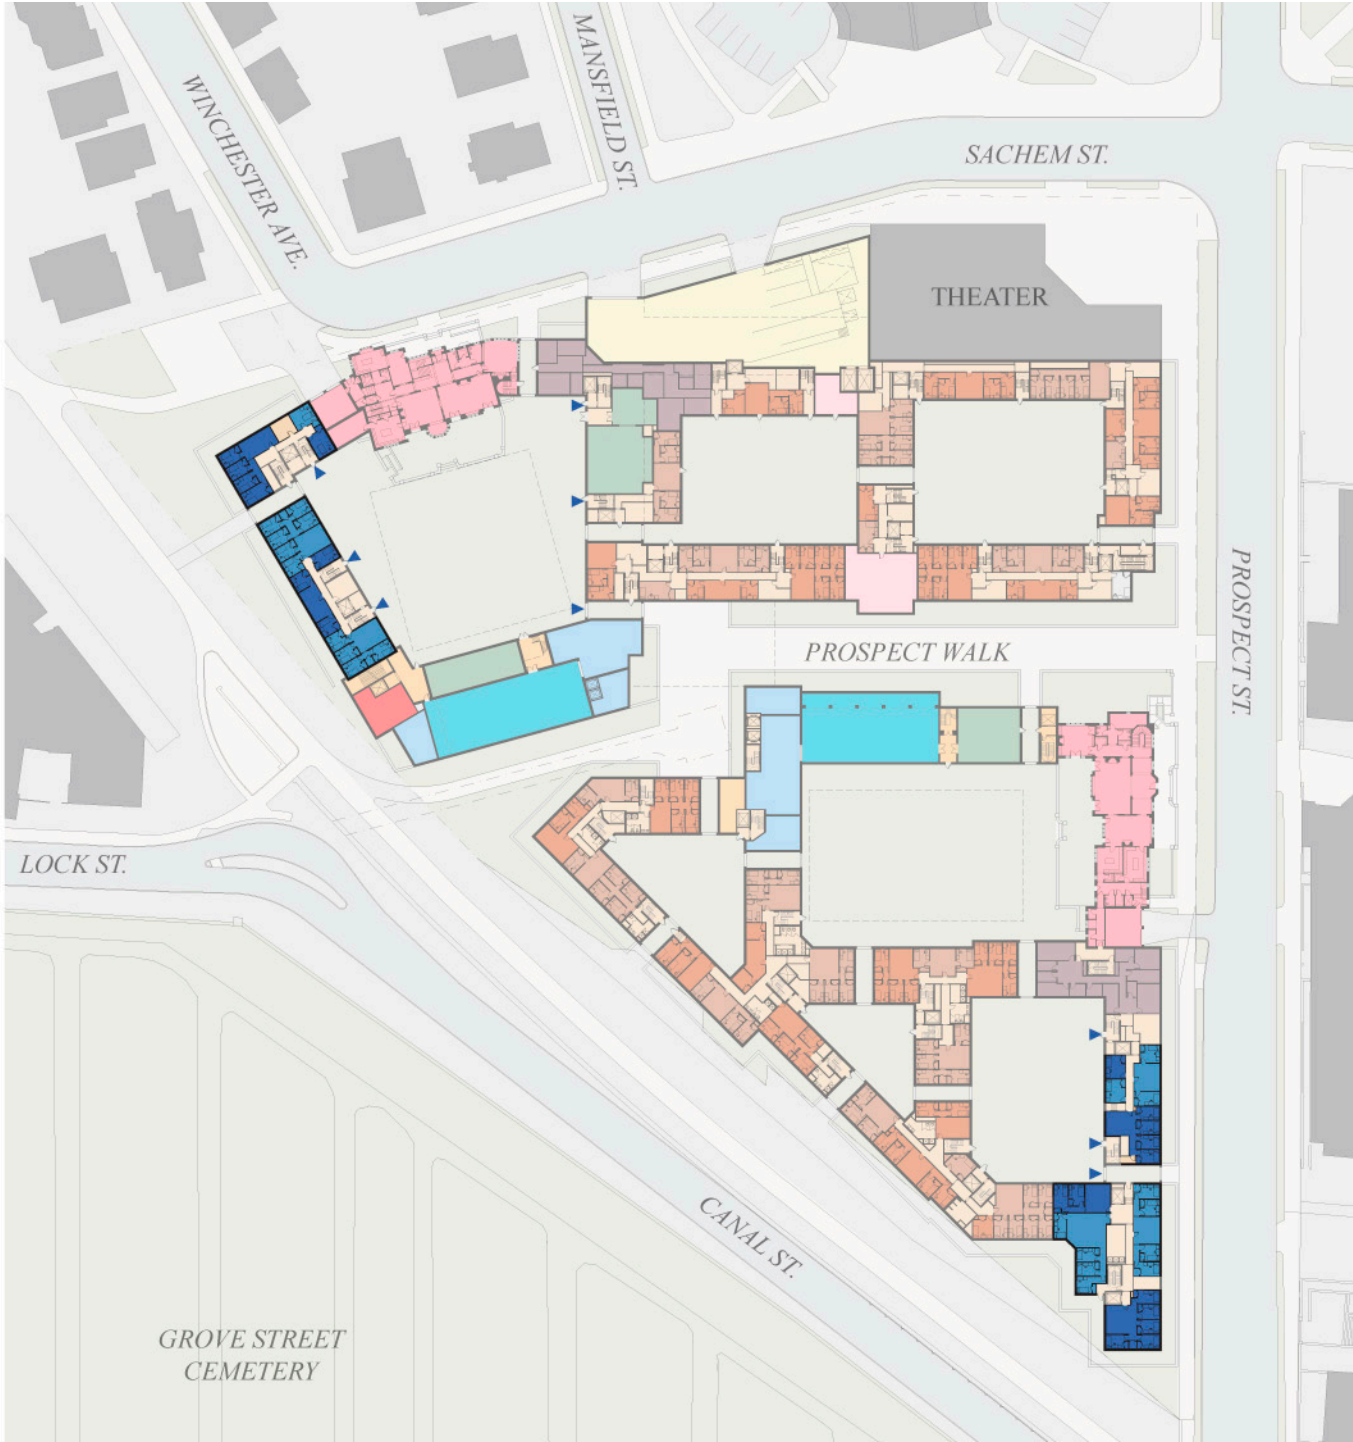 MANSFIELD ST.
WINCHESTER AVE.
SACHEM ST.
THEATER
PROSPECT ST.
PROSPECT WALK
LOCK ST.
CANAL ST.
GROVE STREET
CEMETERY